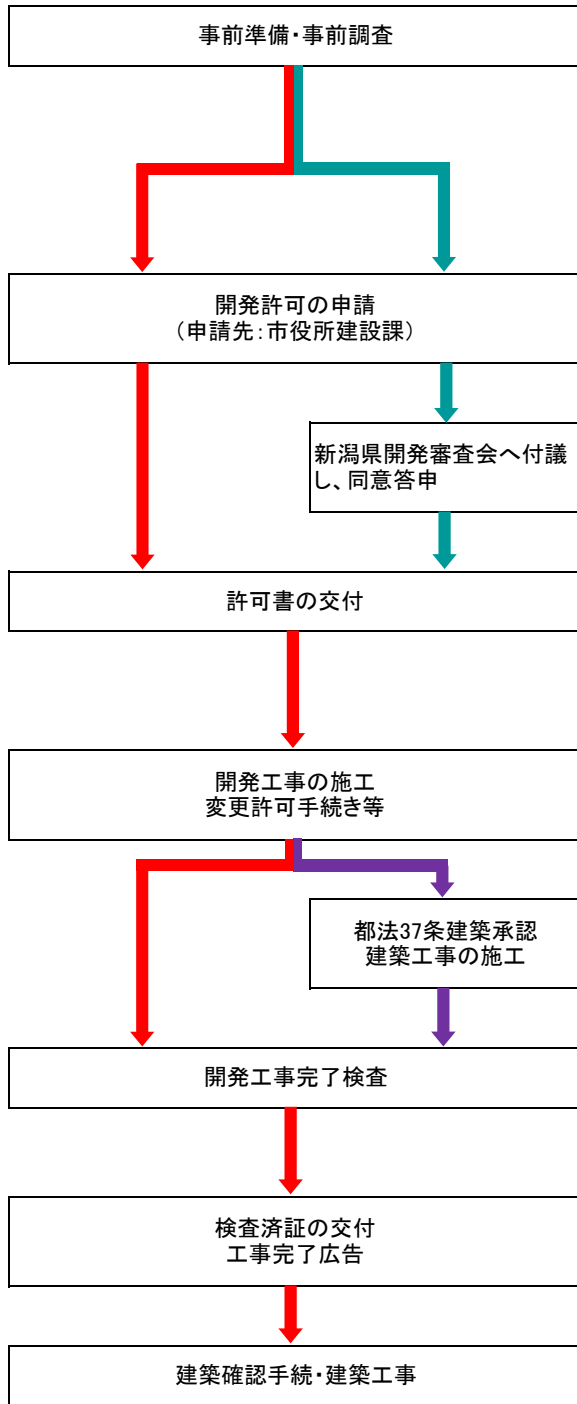 事前準備・事前調査
開発許可の申請
（申請先：市役所建設課）
新潟県開発審査会へ付議
し、同意答申
許可書の交付
開発工事の施工
変更許可手続き等
都法37条建築承認
建築工事の施工
開発工事完了検査
検査済証の交付
工事完了広告
建築確認手続・建築工事